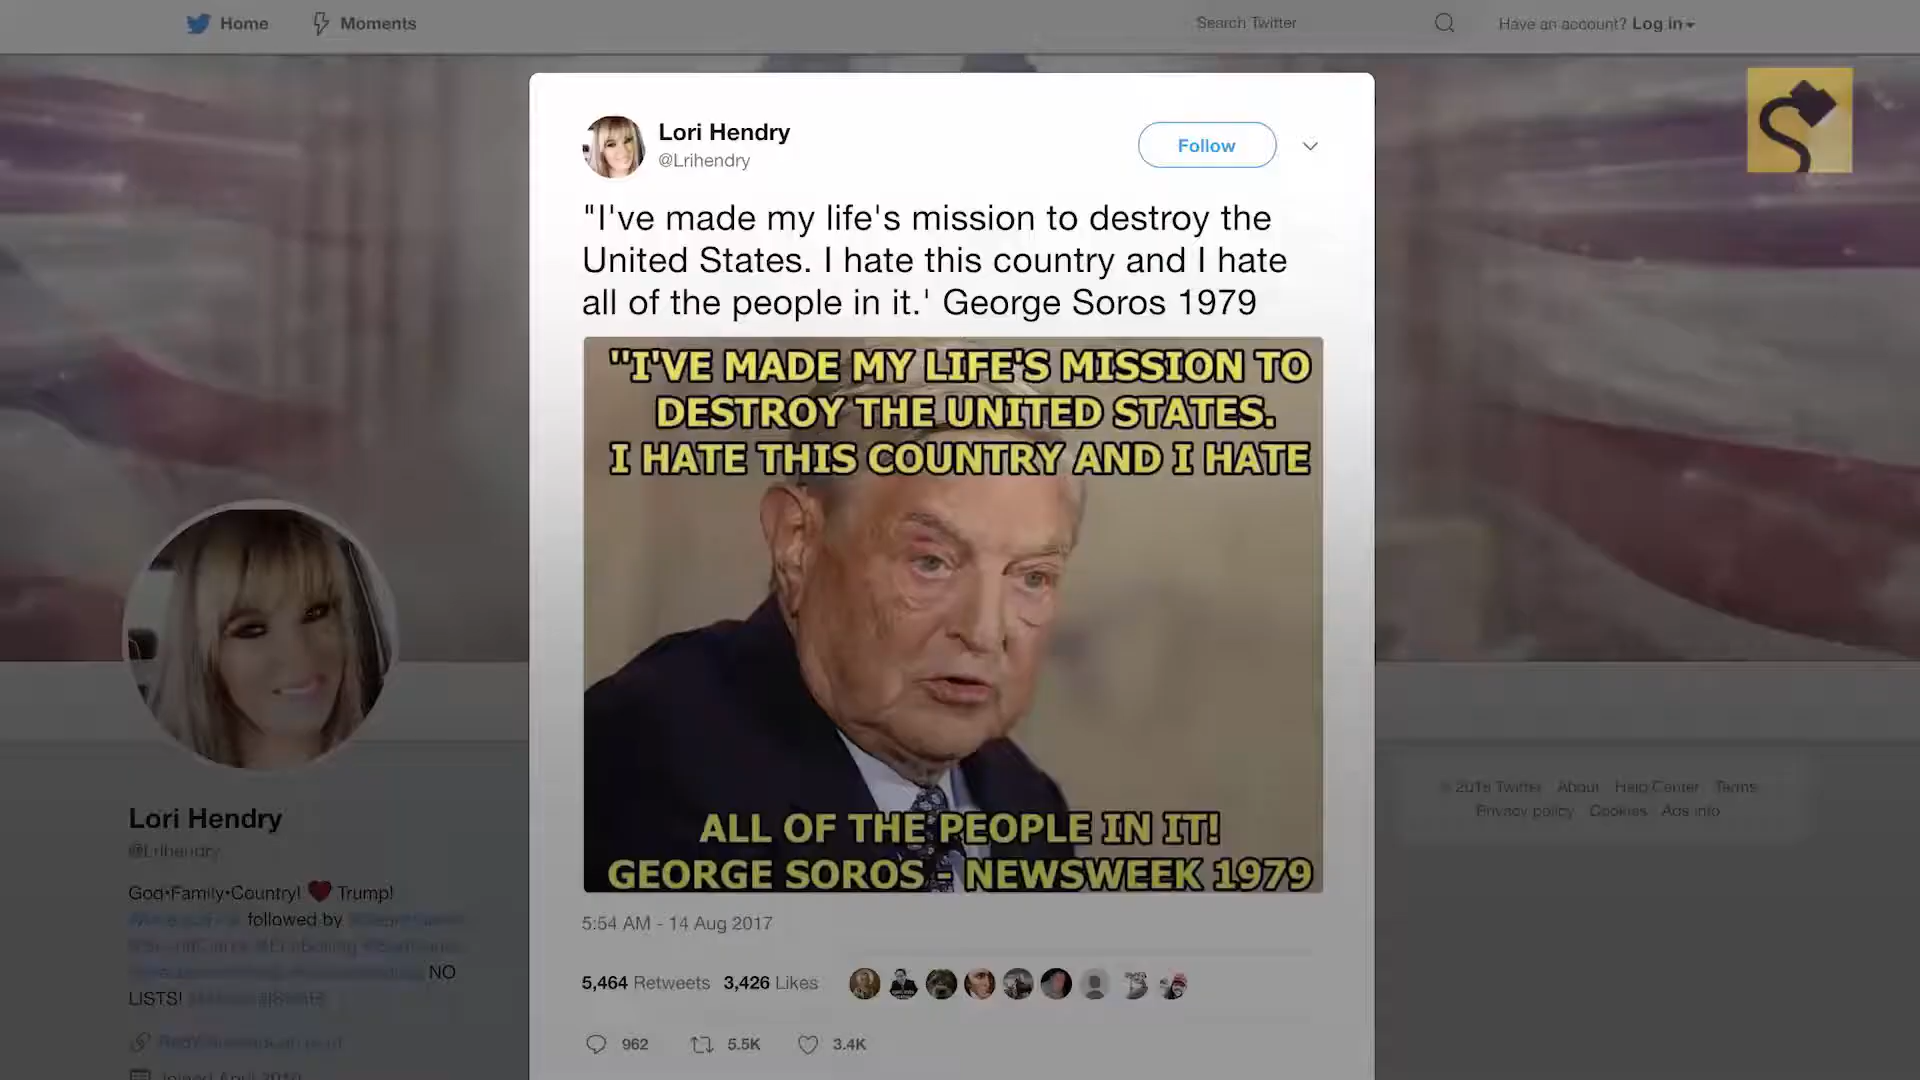 Home
Moments
Search Twitter
Have an account? Log in
Lori Hendry
@Lrihendry
Follow
"I've made my life's mission to destroy the
United States. I hate this country and I hate
all of the people in it.' George Soros 1979
"I'VE MADE MY LIFE'S MISSION TO
DESTROY THE UNITED STATES.
I HATE THIS COUNTRY AND I HATE
ALL OF THE PEOPLE IN IT!
GEORGE SOROS - NEWSWEEK 1979
5:54 AM - 14 Aug 2017
5,464 Retweets 3,426 Likes
962 5.5K 3.4K
Lori Hendry
@Lrihendry
God•Family•Country! Trump!
followed by
NO
LISTS!
Twitter About Help Center Terms
Privacy policy Cookies Ads info